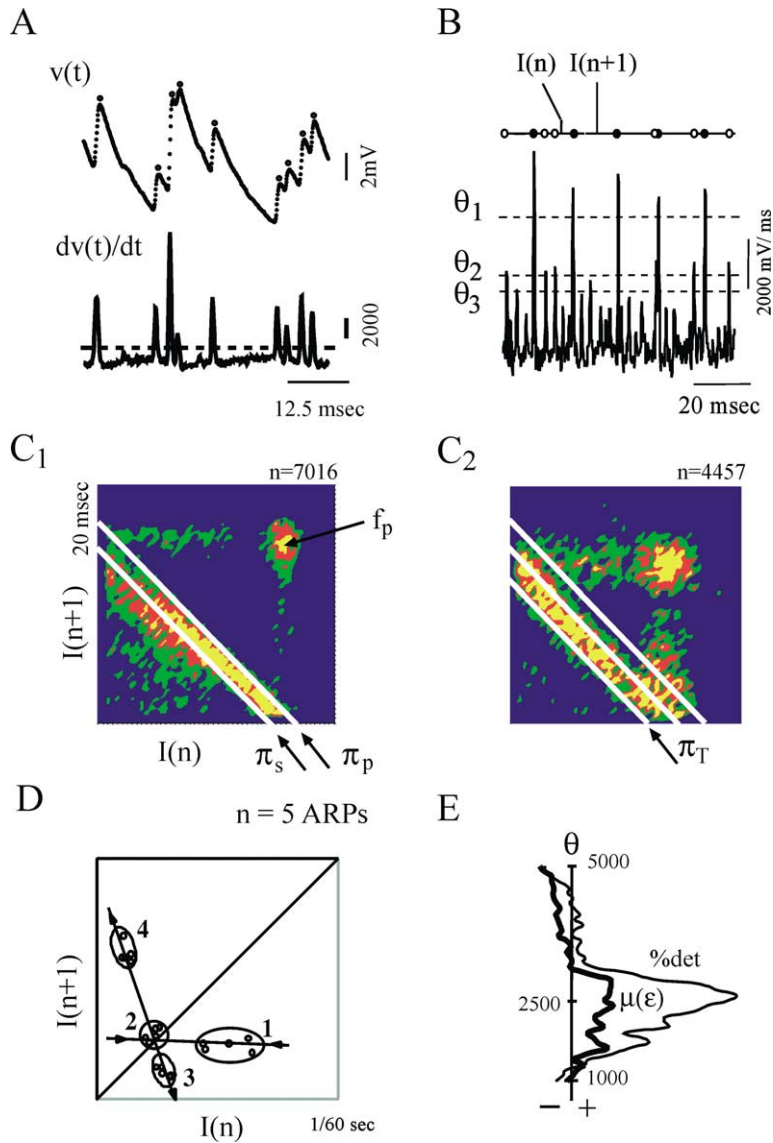 A
v(t)
2mV
dv(t)/dt
2000
12.5 msec
B
I(n) I(n+1)
θ1
θ2
θ3
2000 mV/ ms
20 msec
C1
n=7016
20 msec
I(n+1)
fp
I(n)
πs
πp
C2
n=4457
πT
D
n = 5 ARPs
I(n+1)
4
2
1
3
I(n)
1/60 sec
E
θ
5000
%det
2500
μ(ε)
1000
− +